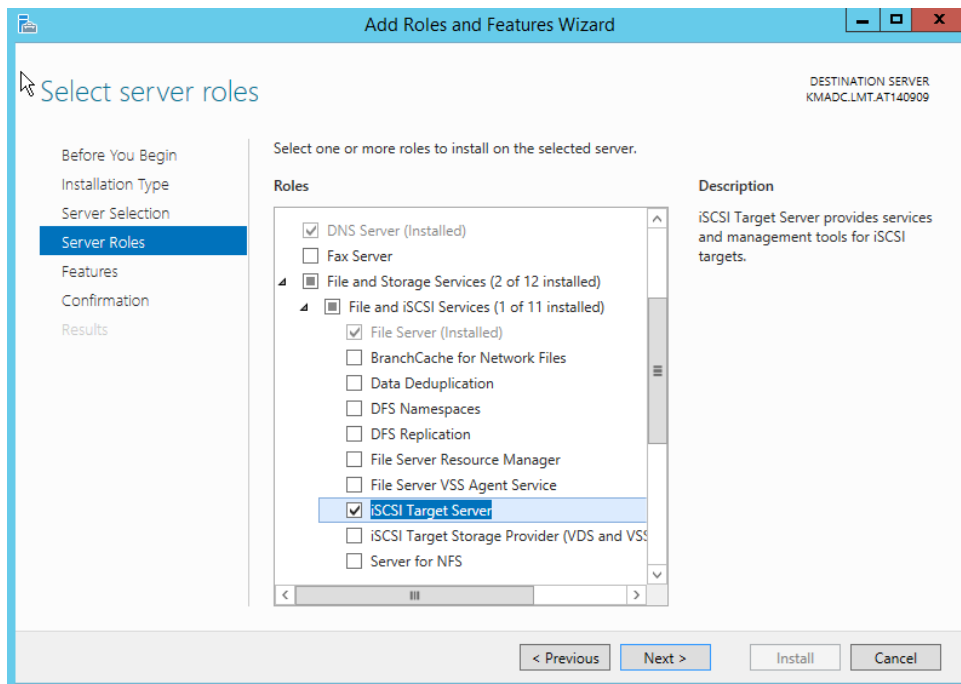 Add Roles and Features Wizard
Select server roles
DESTINATION SERVER
KMADC.LMT.AT140909
Before You Begin
Installation Type
Server Selection
Server Roles
Features
Confirmation
Results
Select one or more roles to install on the selected server.
Roles
DNS Server (Installed)
Fax Server
File and Storage Services (2 of 12 installed)
File and iSCSI Services (1 of 11 installed)
File Server (Installed)
BranchCache for Network Files
Data Deduplication
DFS Namespaces
DFS Replication
File Server Resource Manager
File Server VSS Agent Service
iSCSI Target Server
iSCSI Target Storage Provider (VDS and VSS
Server for NFS
Description
iSCSI Target Server provides services
and management tools for iSCSI
targets.
< Previous
Next >
Install
Cancel